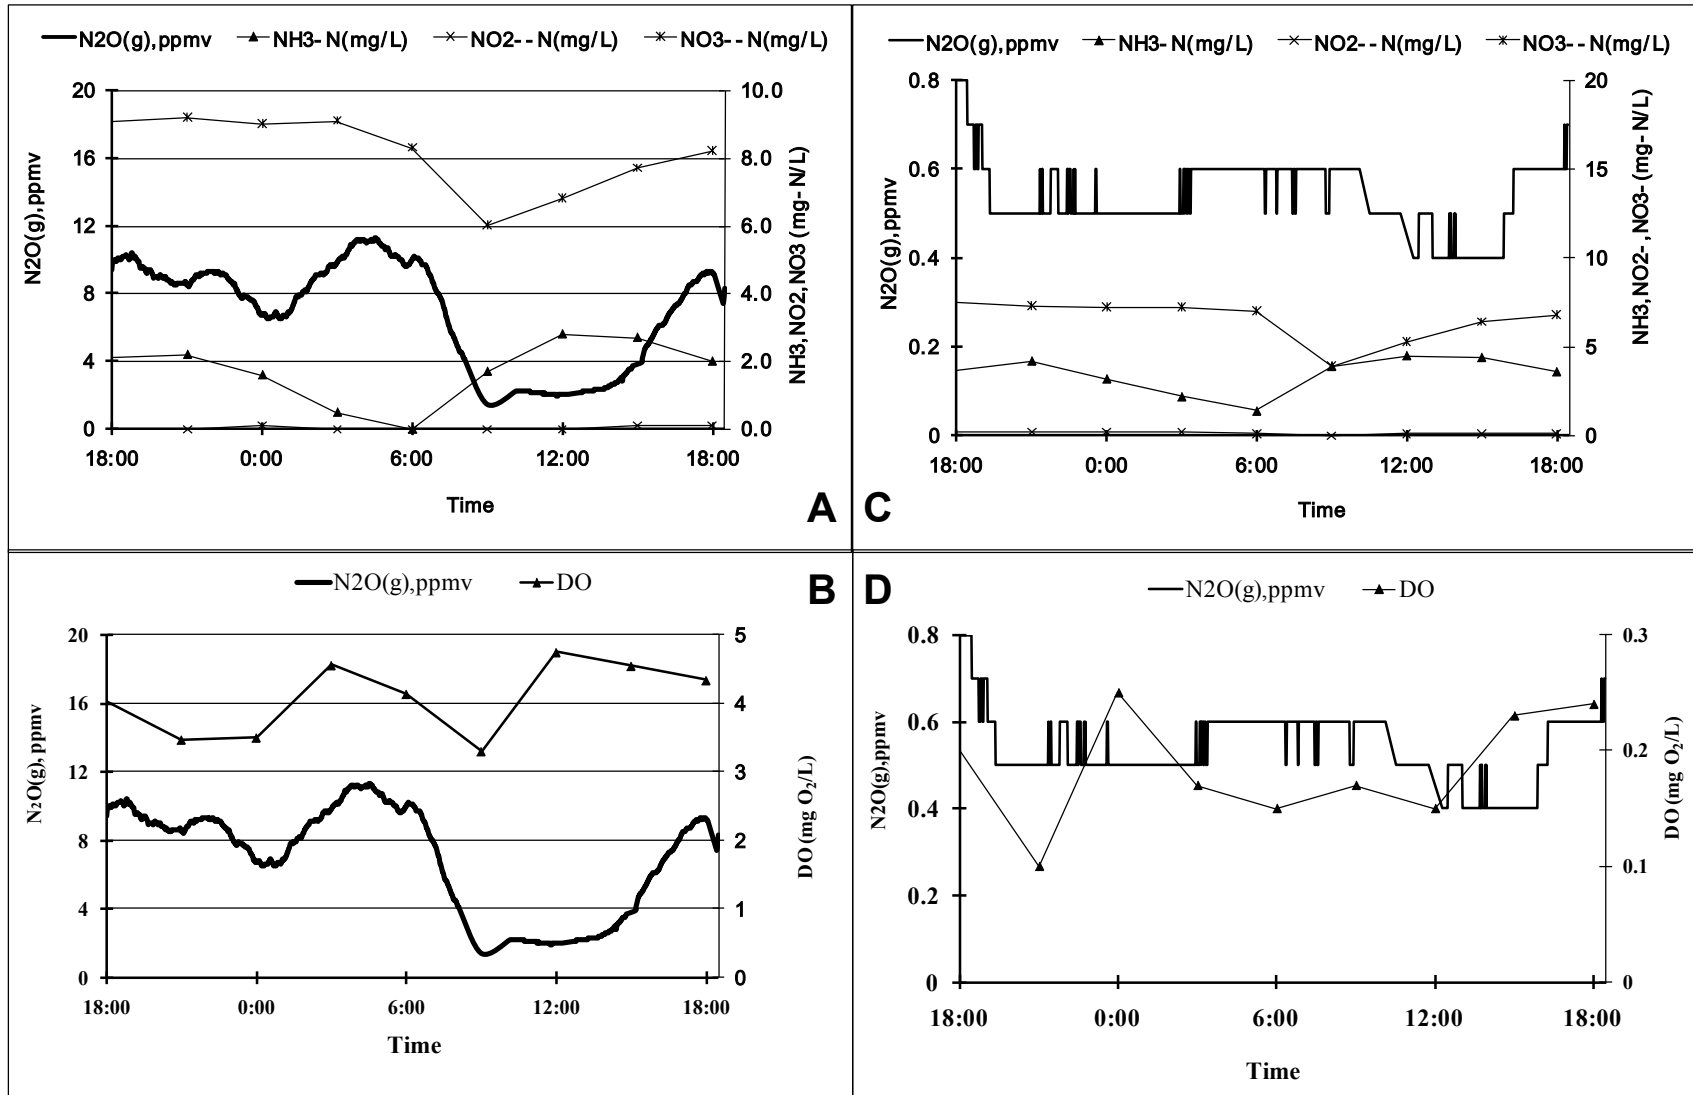 N2O(g),ppmv NH3-N(mg/L) NO2--N(mg/L) NO3--N(mg/L)
20 10.0
16 8.0
12 6.0
8 4.0
4 2.0
0 0.0
N2O(g),ppmv
NH3,NO2,NO3 (mg-N/L)
18:00 0:00 6:00 12:00 18:00
Time
A
N2O(g),ppmv NH3-N(mg/L) NO2--N(mg/L) NO3--N(mg/L)
0.8 20
0.6 15
0.4 10
0.2 5
0 0
N2O(g),ppmv
NH3,NO2-,NO3-(mg-N/L)
18:00 0:00 6:00 12:00 18:00
Time
C
N2O(g),ppmv DO
B
20 5
16 4
12 3
8 2
4 1
0 0
N₂O(g), ppmv
DO (mg O₂/L)
18:00 0:00 6:00 12:00 18:00
Time
D
N2O(g),ppmv DO
0.8 0.3
0.6 0.2
0.4 0.1
0.2 0
0
N2O(g),ppmv
DO (mg O₂/L)
18:00 0:00 6:00 12:00 18:00
Time